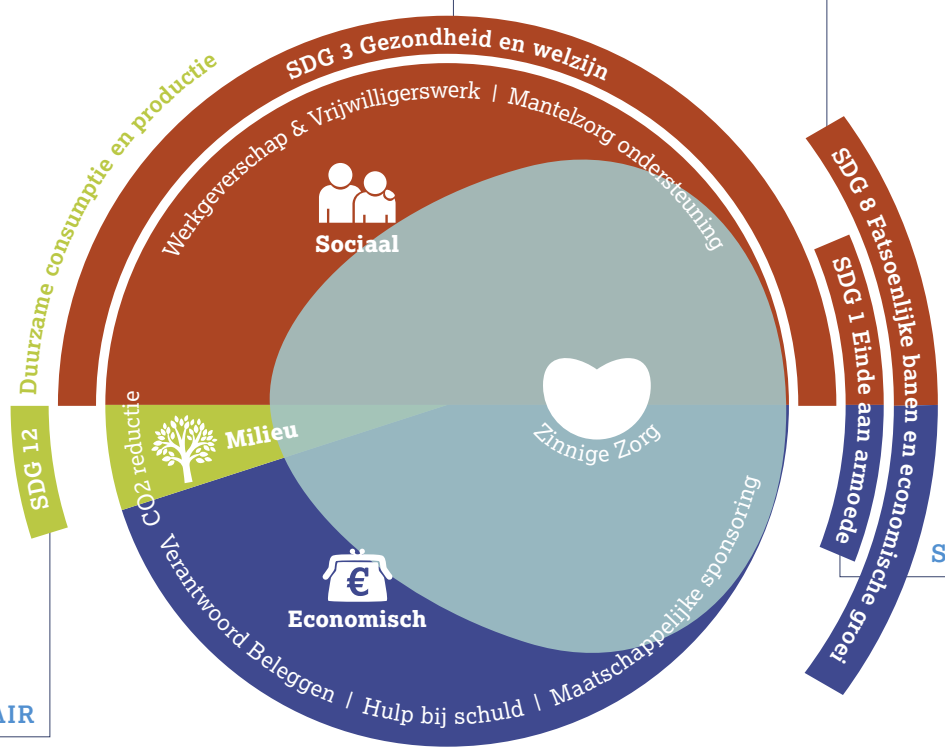 SDG 3 Gezondheid en welzijn
Duurzame consumptie en productie
Werkgeverschap & Vrijwilligerswerk | Mantelzorg ondersteuning
SDG 8 Fatsoenlijke banen en economische groei
Sociaal
SDG 1 Einde aan armoede
SDG 12
CO2 reductie
Milieu
Zinnige Zorg
€
Economisch
Verantwoord Beleggen | Hulp bij schuld | Maatschappelijke sponsoring
S
AIR